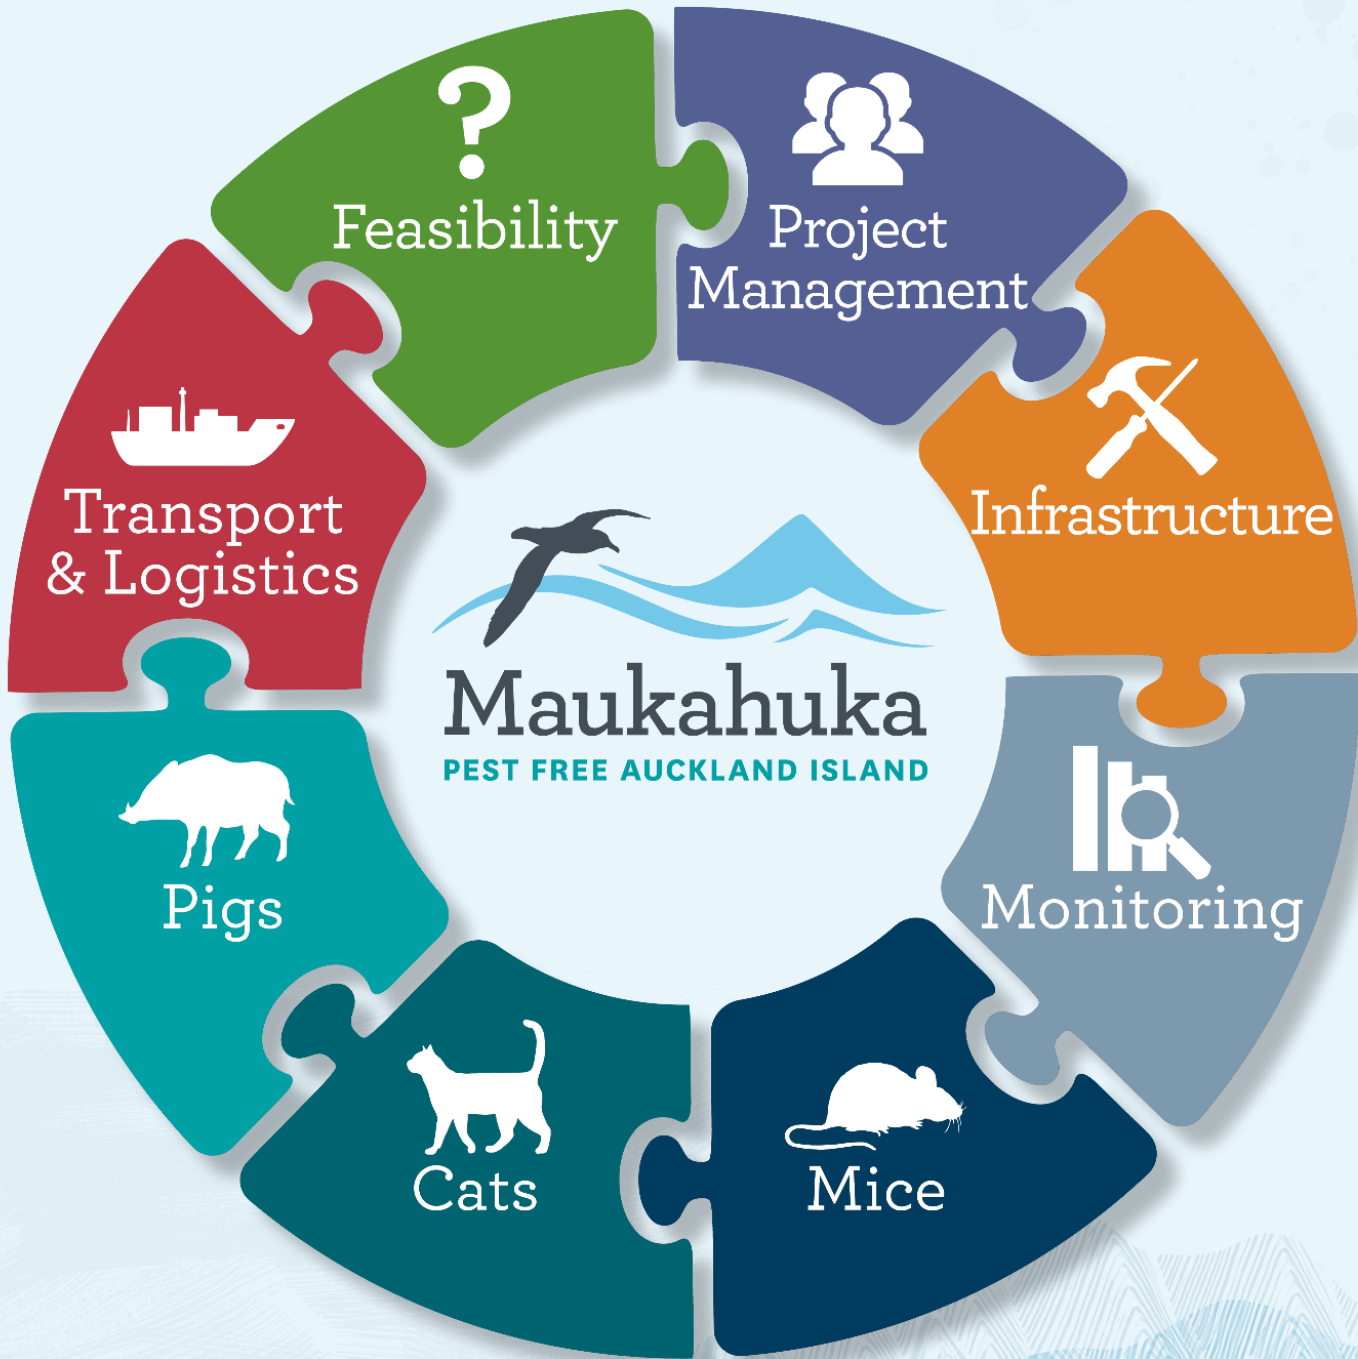 Feasibility
Project
Management
Infrastructure
Monitoring
Mice
Cats
Pigs
Transport
& Logistics
Maukahuka
PEST FREE AUCKLAND ISLAND